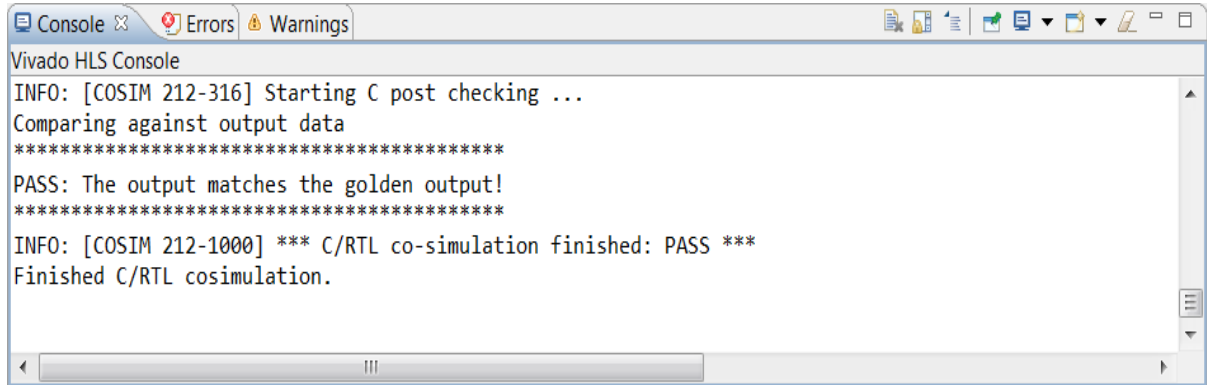 Console Errors Warnings
Vivado HLS Console
INFO: [COSIM 212-316] Starting C post checking ...
Comparing against output data
*******************************************
PASS: The output matches the golden output!
*******************************************
INFO: [COSIM 212-1000] *** C/RTL co-simulation finished: PASS ***
Finished C/RTL cosimulation.